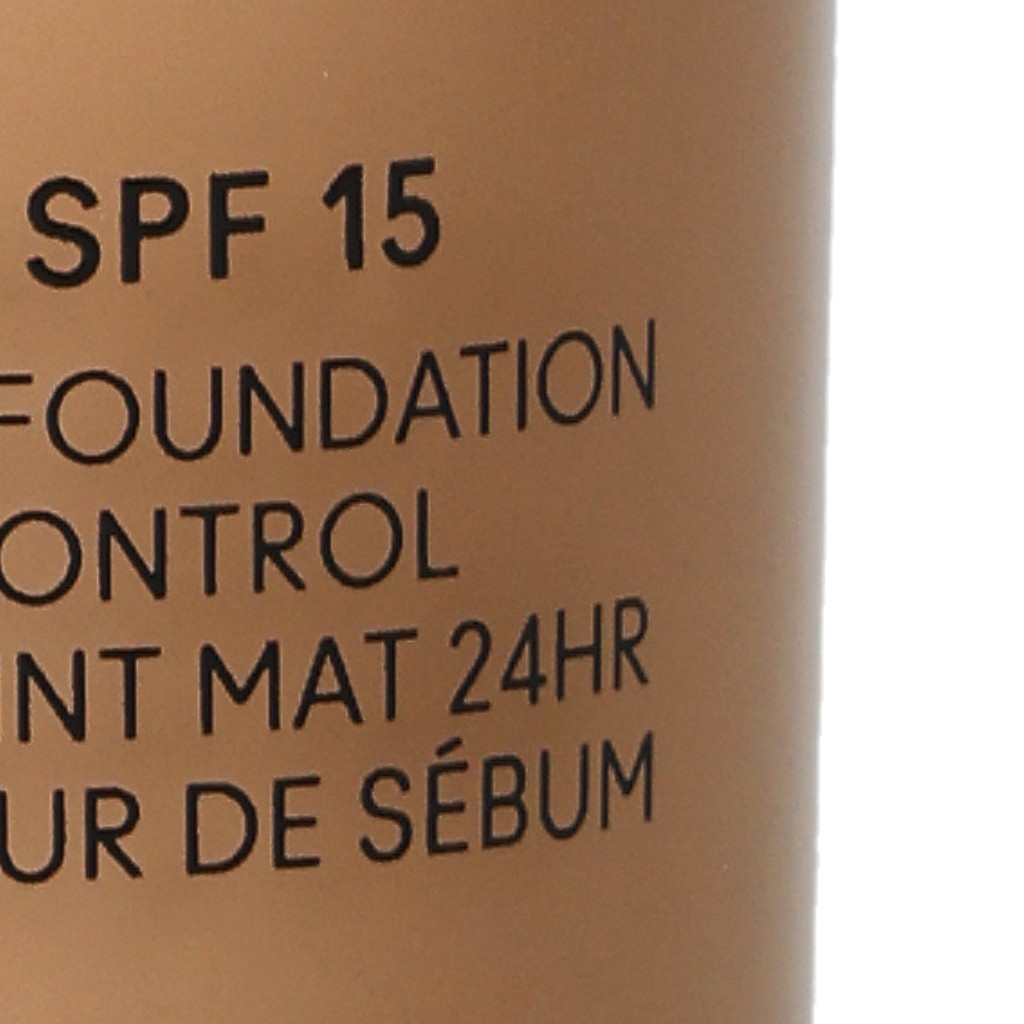 SPF 15
FOUNDATION
ONTROL
INT MAT 24HR
UR DE SÉBUM